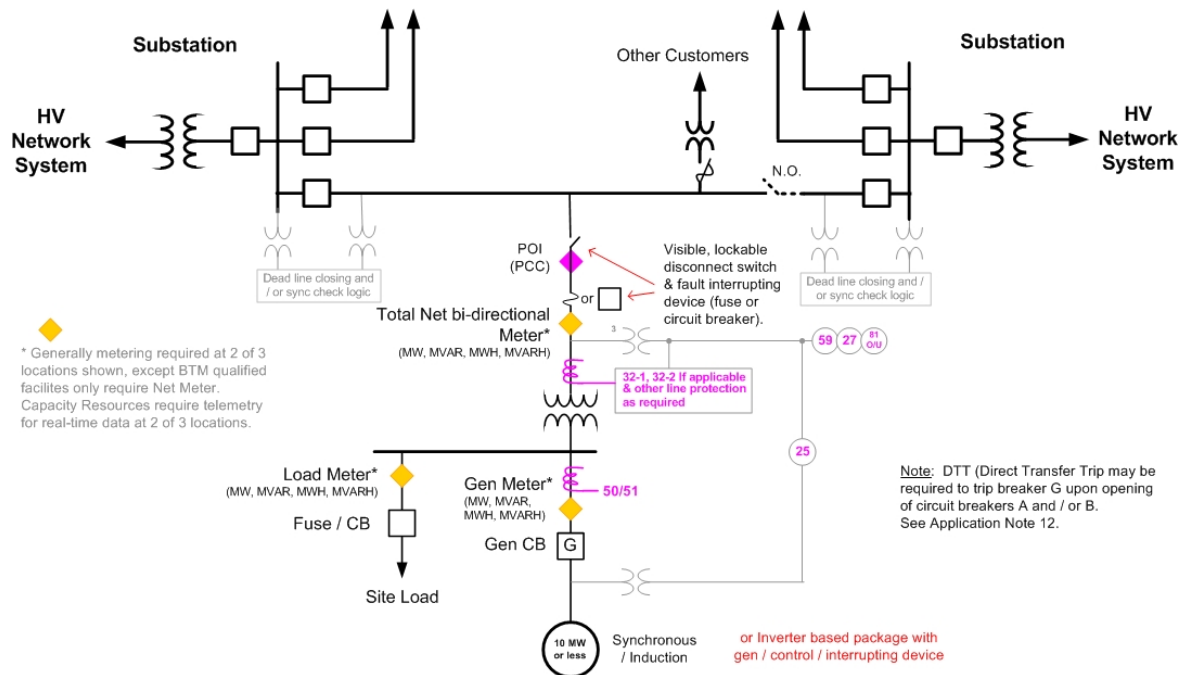 Substation
Substation
Other Customers
HV
Network
System
HV
Network
System
N.O.
POI
(PCC)
Visible, lockable
disconnect switch
& fault interrupting
device (fuse or
circuit breaker).
Dead line closing and
/ or sync check logic
Dead line closing and /
or sync check logic
or
Total Net bi-directional
Meter*
(MW, MVAR, MWH, MVARH)
3
59
27
81
O/U
* Generally metering required at 2 of 3
locations shown, except BTM qualified
facilites only require Net Meter.
Capacity Resources require telemetry
for real-time data at 2 of 3 locations.
32-1, 32-2 If applicable
& other line protection
as required
25
Load Meter*
(MW, MVAR, MWH, MVARH)
Gen Meter*
(MW, MVAR,
MWH, MVARH)
50/51
Fuse / CB
Gen CB
G
Note: DTT (Direct Transfer Trip may be
required to trip breaker G upon opening
of circuit breakers A and / or B.
See Application Note 12.
Site Load
10 MW
or less
Synchronous
/ Induction
or Inverter based package with
gen / control / interrupting device